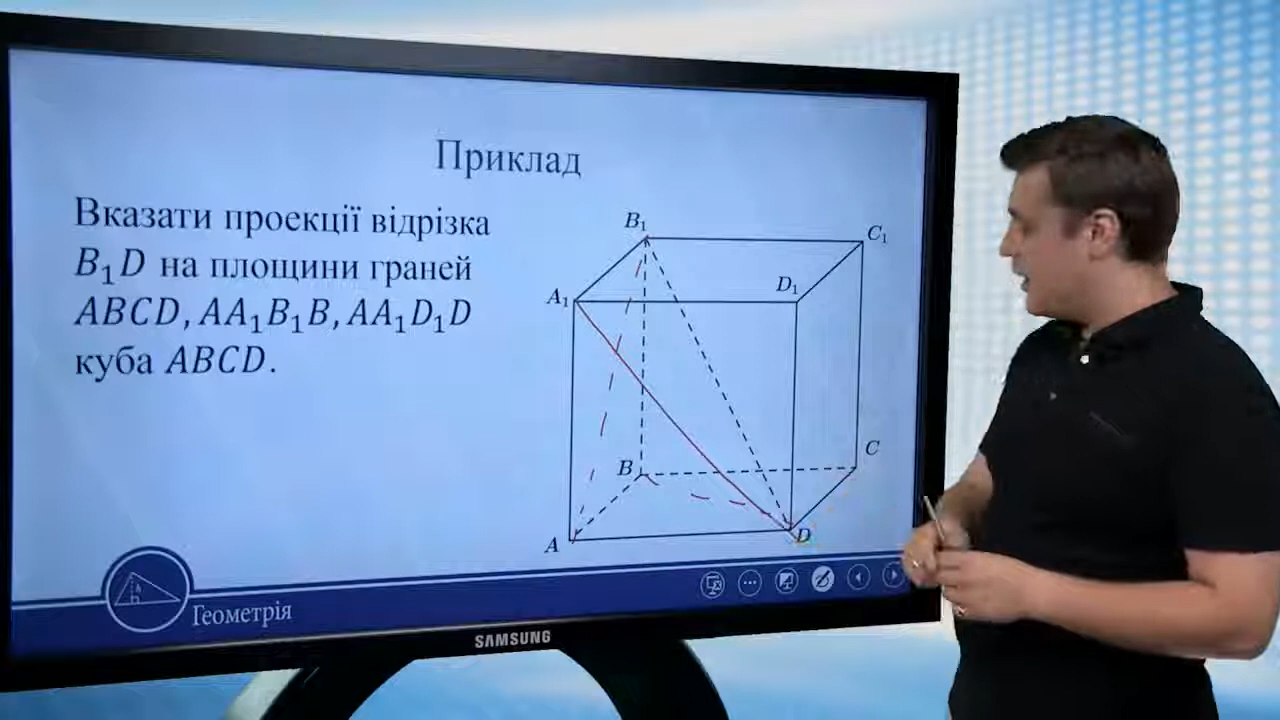 Приклад
Вказати проекції відрізка
B₁D на площини граней
ABCD, AA₁B₁B, AA₁D₁D
куба ABCD.
B₁
C₁
A₁
D₁
B
C
A
D
Геометрія
SAMSUNG